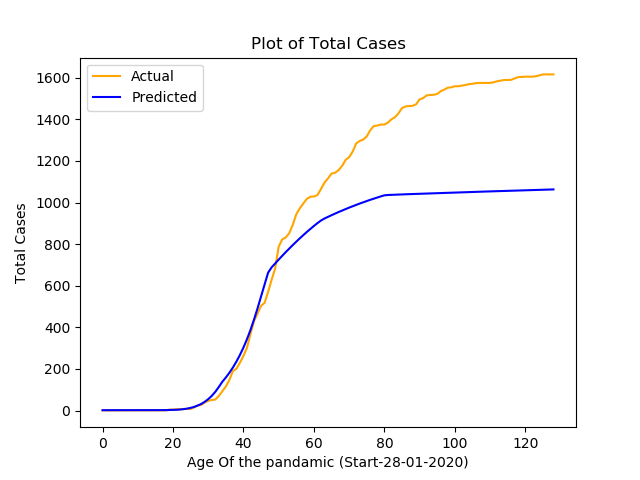 Plot of Total Cases
Actual
Predicted
Total Cases
1600
1400
1200
1000
800
600
400
200
0
0 20 40 60 80 100 120
Age Of the pandamic (Start-28-01-2020)